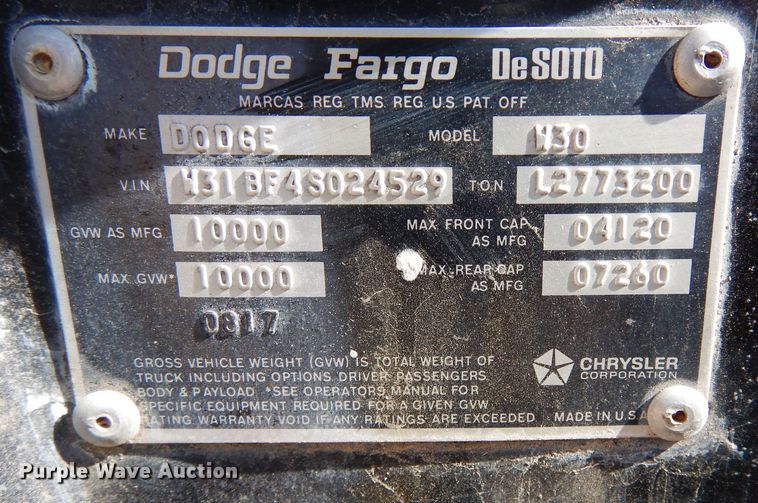 Dodge Fargo DeSOTO
MARCAS REG. TMS. REG. U.S. PAT. OFF.
MAKE DODGE MODEL W30
V.I.N. W31BF4S024529 T.O.N. L2773200
GVW AS MFG. 10000 MAX. FRONT CAP. AS MFG. 04120
MAX. GVW* 10000 MAX. REAR CAP. AS MFG. 07260
0317
GROSS VEHICLE WEIGHT (GVW) IS TOTAL WEIGHT OF
TRUCK INCLUDING OPTIONS, DRIVER, PASSENGERS,
BODY & PAYLOAD. *SEE OPERATORS MANUAL FOR
SPECIFIC EQUIPMENT REQUIRED FOR A GIVEN GVW
RATING. WARRANTY VOID IF ANY RATINGS ARE EXCEEDED.
CHRYSLER
CORPORATION
MADE IN U.S.A.
Purple Wave Auction